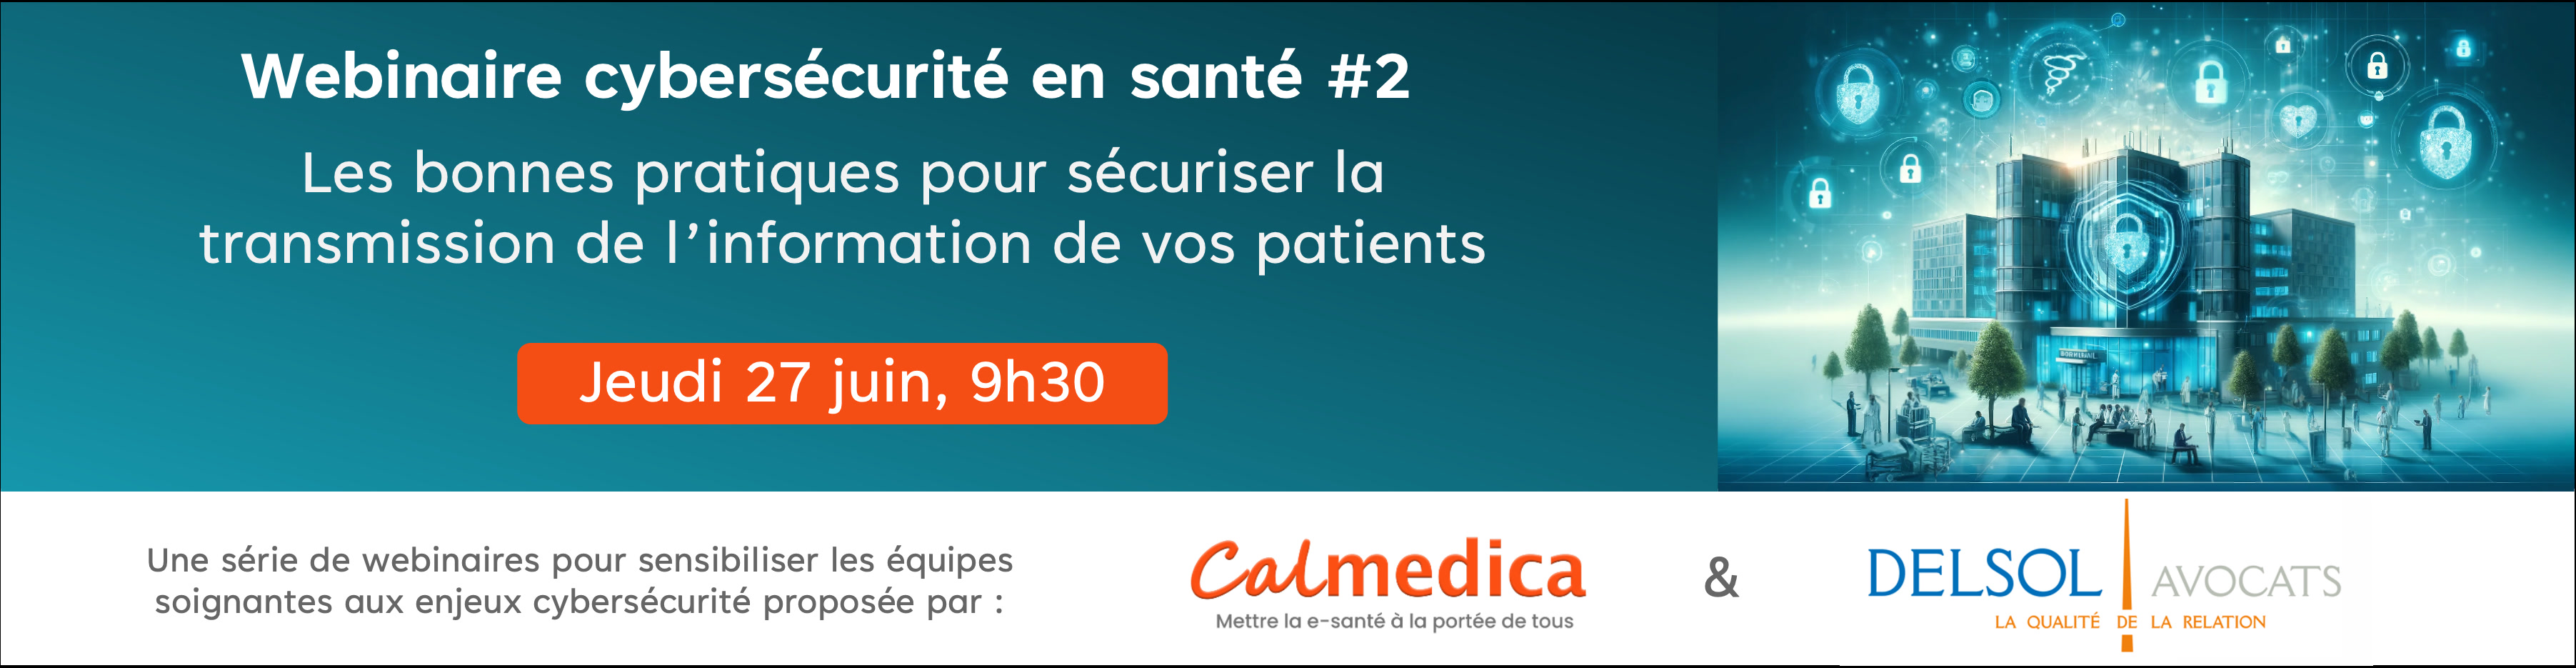 Webinaire cybersécurité en santé #2
Les bonnes pratiques pour sécuriser la
transmission de l’information de vos patients
Jeudi 27 juin, 9h30
Une série de webinaires pour sensibiliser les équipes
soignantes aux enjeux cybersécurité proposée par :
Calmedica
Mettre la e-santé à la portée de tous
&
DELSOL AVOCATS
LA QUALITÉ DE LA RELATION